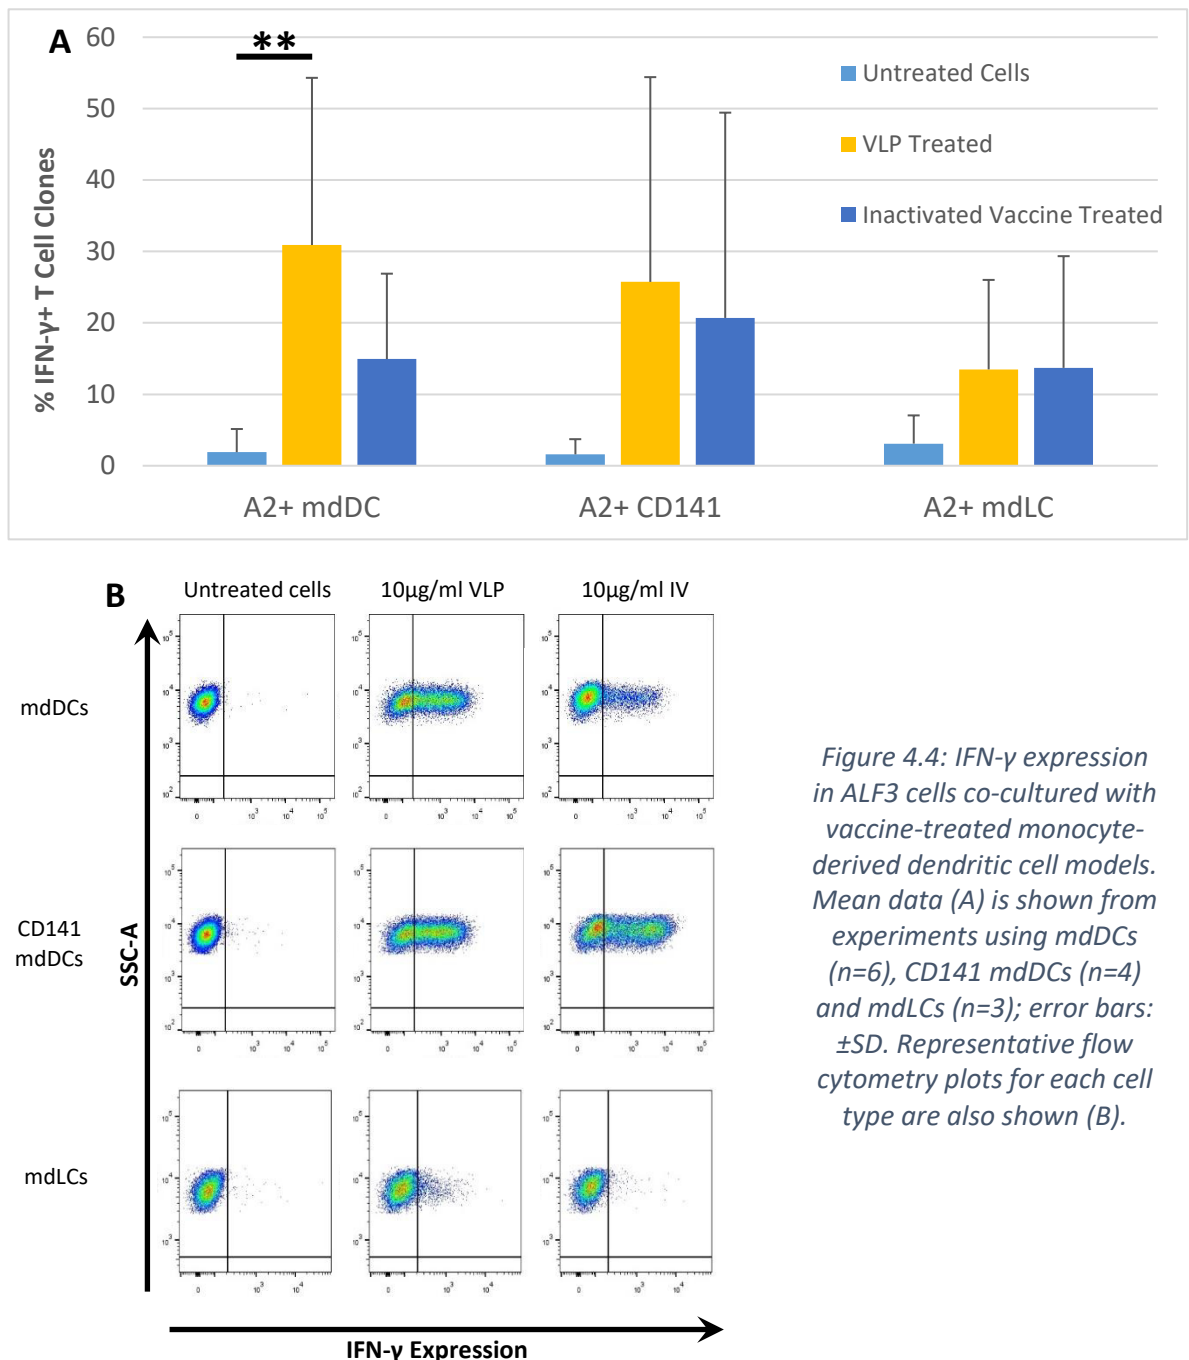 A
**
60
50
40
30
20
10
0
% IFN-γ+ T Cell Clones
Untreated Cells
VLP Treated
Inactivated Vaccine Treated
A2+ mdDC
A2+ CD141
A2+ mdLC
B
Untreated cells
10µg/ml VLP
10µg/ml IV
mdDCs
CD141
mdDCs
mdLCs
SSC-A
IFN-γ Expression
Figure 4.4: IFN-γ expression
in ALF3 cells co-cultured with
vaccine-treated monocyte-
derived dendritic cell models.
Mean data (A) is shown from
experiments using mdDCs
(n=6), CD141 mdDCs (n=4)
and mdLCs (n=3); error bars:
±SD. Representative flow
cytometry plots for each cell
type are also shown (B).